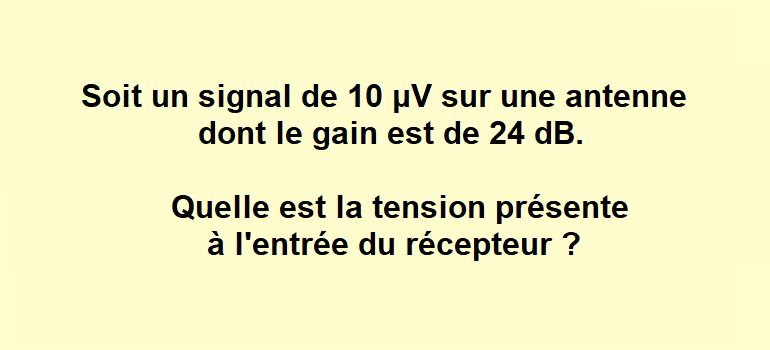 Soit un signal de 10 µV sur une antenne
dont le gain est de 24 dB.
Quelle est la tension présente
à l'entrée du récepteur ?